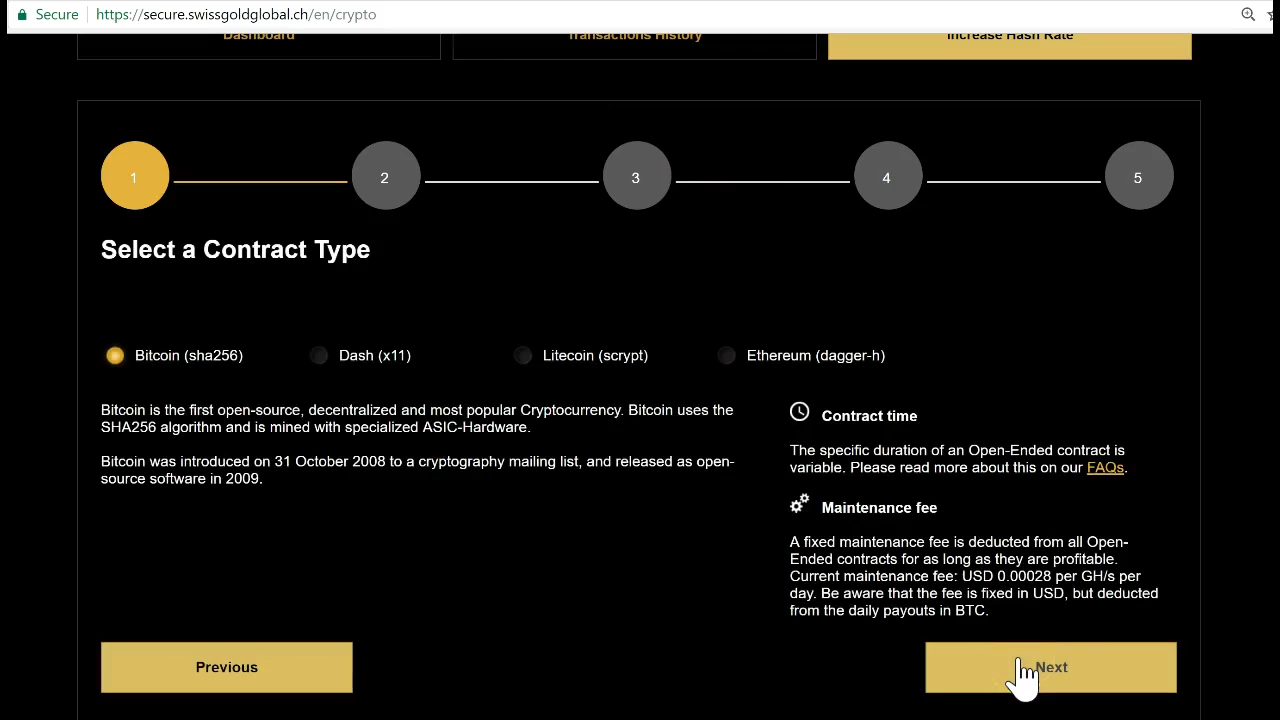 Secure https://secure.swissgoldglobal.ch/en/crypto
Dashboard Transactions History Increase Hash Rate
1 2 3 4 5
Select a Contract Type
Bitcoin (sha256) Dash (x11) Litecoin (scrypt) Ethereum (dagger-h)
Bitcoin is the first open-source, decentralized and most popular Cryptocurrency. Bitcoin uses the
SHA256 algorithm and is mined with specialized ASIC-Hardware.
Bitcoin was introduced on 31 October 2008 to a cryptography mailing list, and released as open-
source software in 2009.
Contract time
The specific duration of an Open-Ended contract is
variable. Please read more about this on our FAQs.
Maintenance fee
A fixed maintenance fee is deducted from all Open-
Ended contracts for as long as they are profitable.
Current maintenance fee: USD 0.00028 per GH/s per
day. Be aware that the fee is fixed in USD, but deducted
from the daily payouts in BTC.
Previous Next